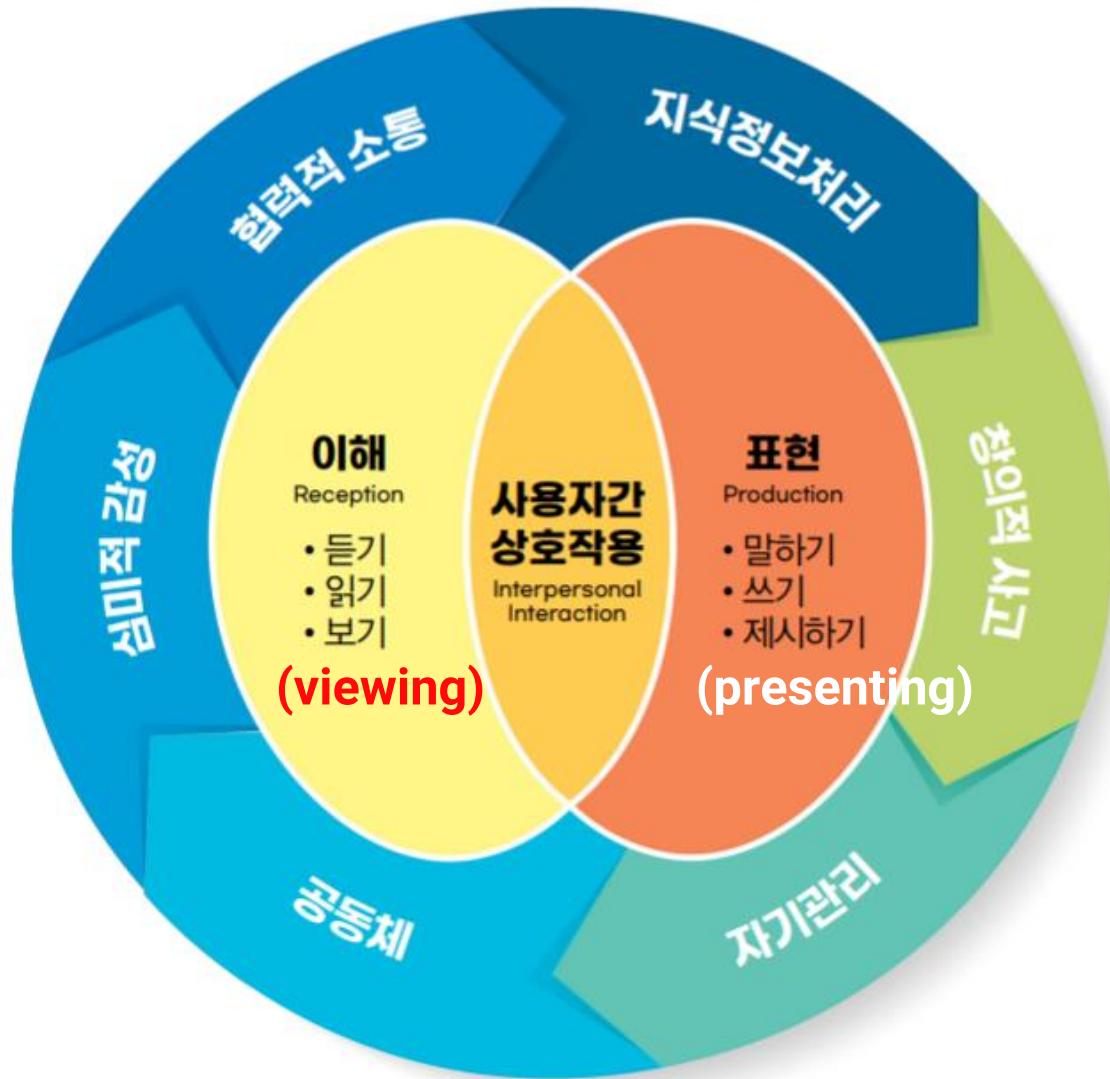 협력적 소통
지식정보처리
창의적 사고
자기관리
공동체
심미적 감성
이해
Reception
• 듣기
• 읽기
• 보기
(viewing)
사용자간
상호작용
Interpersonal
Interaction
표현
Production
• 말하기
• 쓰기
• 제시하기
(presenting)